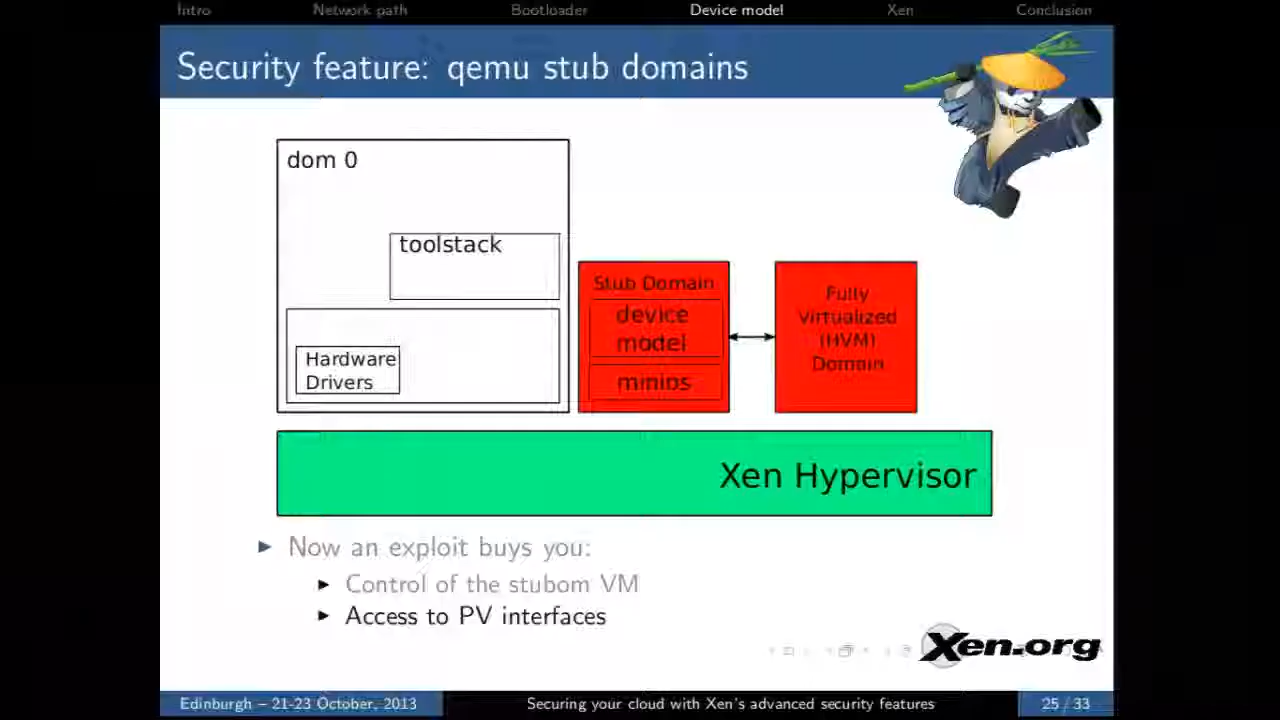 Intro Network path Bootloader Device model Xen Conclusion
Security feature: qemu stub domains
dom 0
toolstack
Hardware
Drivers
Stub Domain
device
model
minios
Fully
Virtualized
(HVM)
Domain
Xen Hypervisor
Now an exploit buys you:
Control of the stubom VM
Access to PV interfaces
Xen.org
Edinburgh – 21-23 October, 2013 Securing your cloud with Xen's advanced security features 25 / 33